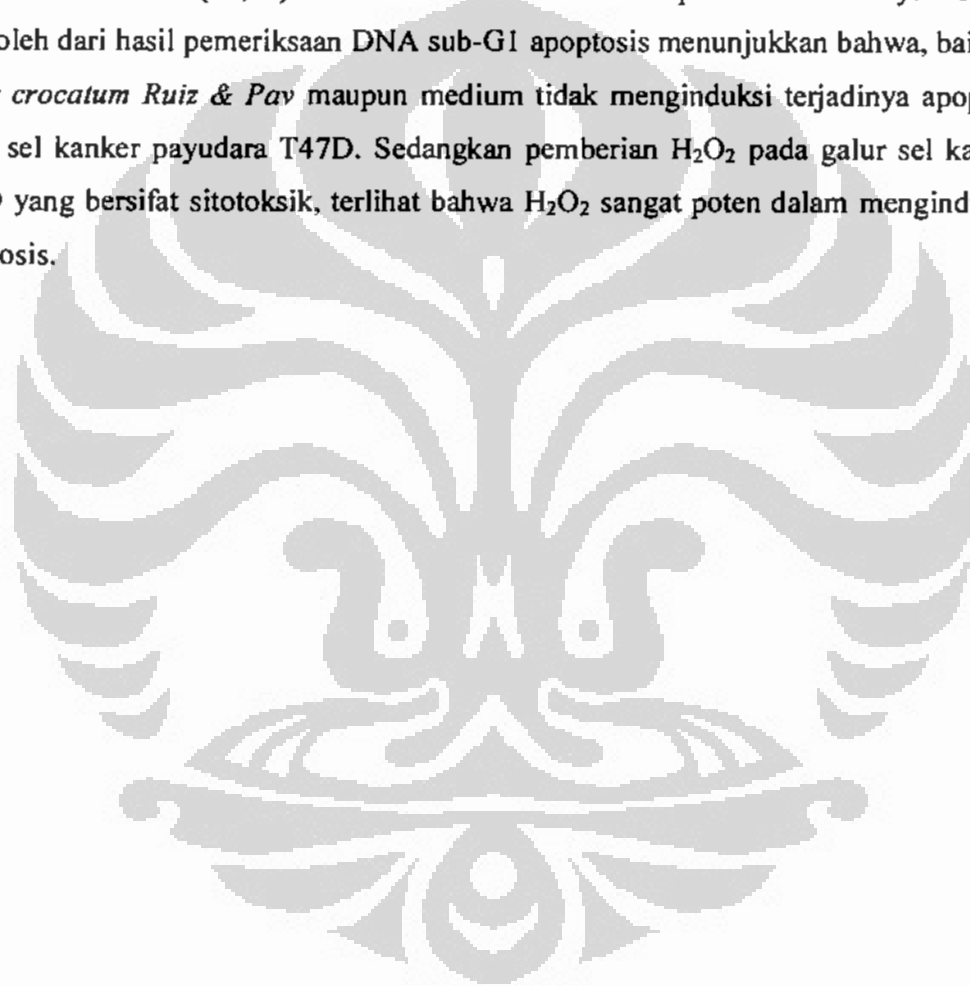 oleh dari hasil pemeriksaan DNA sub-G1 apoptosis menunjukkan bahwa, bai
crocatum Ruiz & Pav maupun medium tidak menginduksi terjadinya apop
sel kanker payudara T47D. Sedangkan pemberian H₂O₂ pada galur sel ka
yang bersifat sitotoksik, terlihat bahwa H₂O₂ sangat poten dalam mengind
osis.